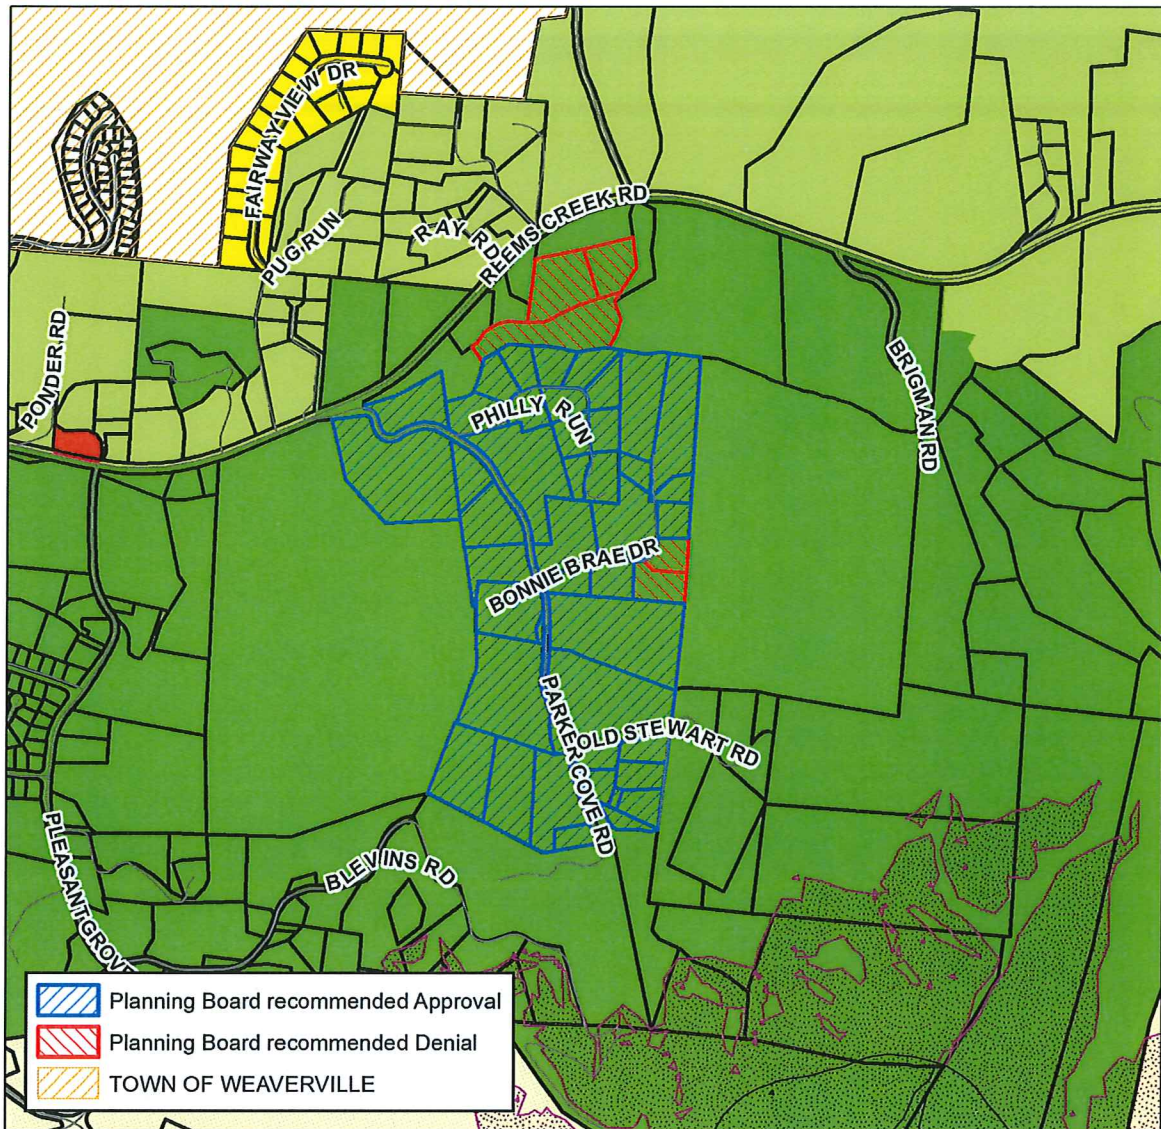 FAIRWAY VIEW DR
PUG RUN
RAY RD
REEMS CREEK RD
PONDER RD
BRIGMAN RD
PHILLY RUN
BONNIE BRAE DR
PARKER COVE RD
OLD STEWART RD
BLEVINS RD
PLEASANT GROVE
Planning Board recommended Approval
Planning Board recommended Denial
TOWN OF WEAVERVILLE